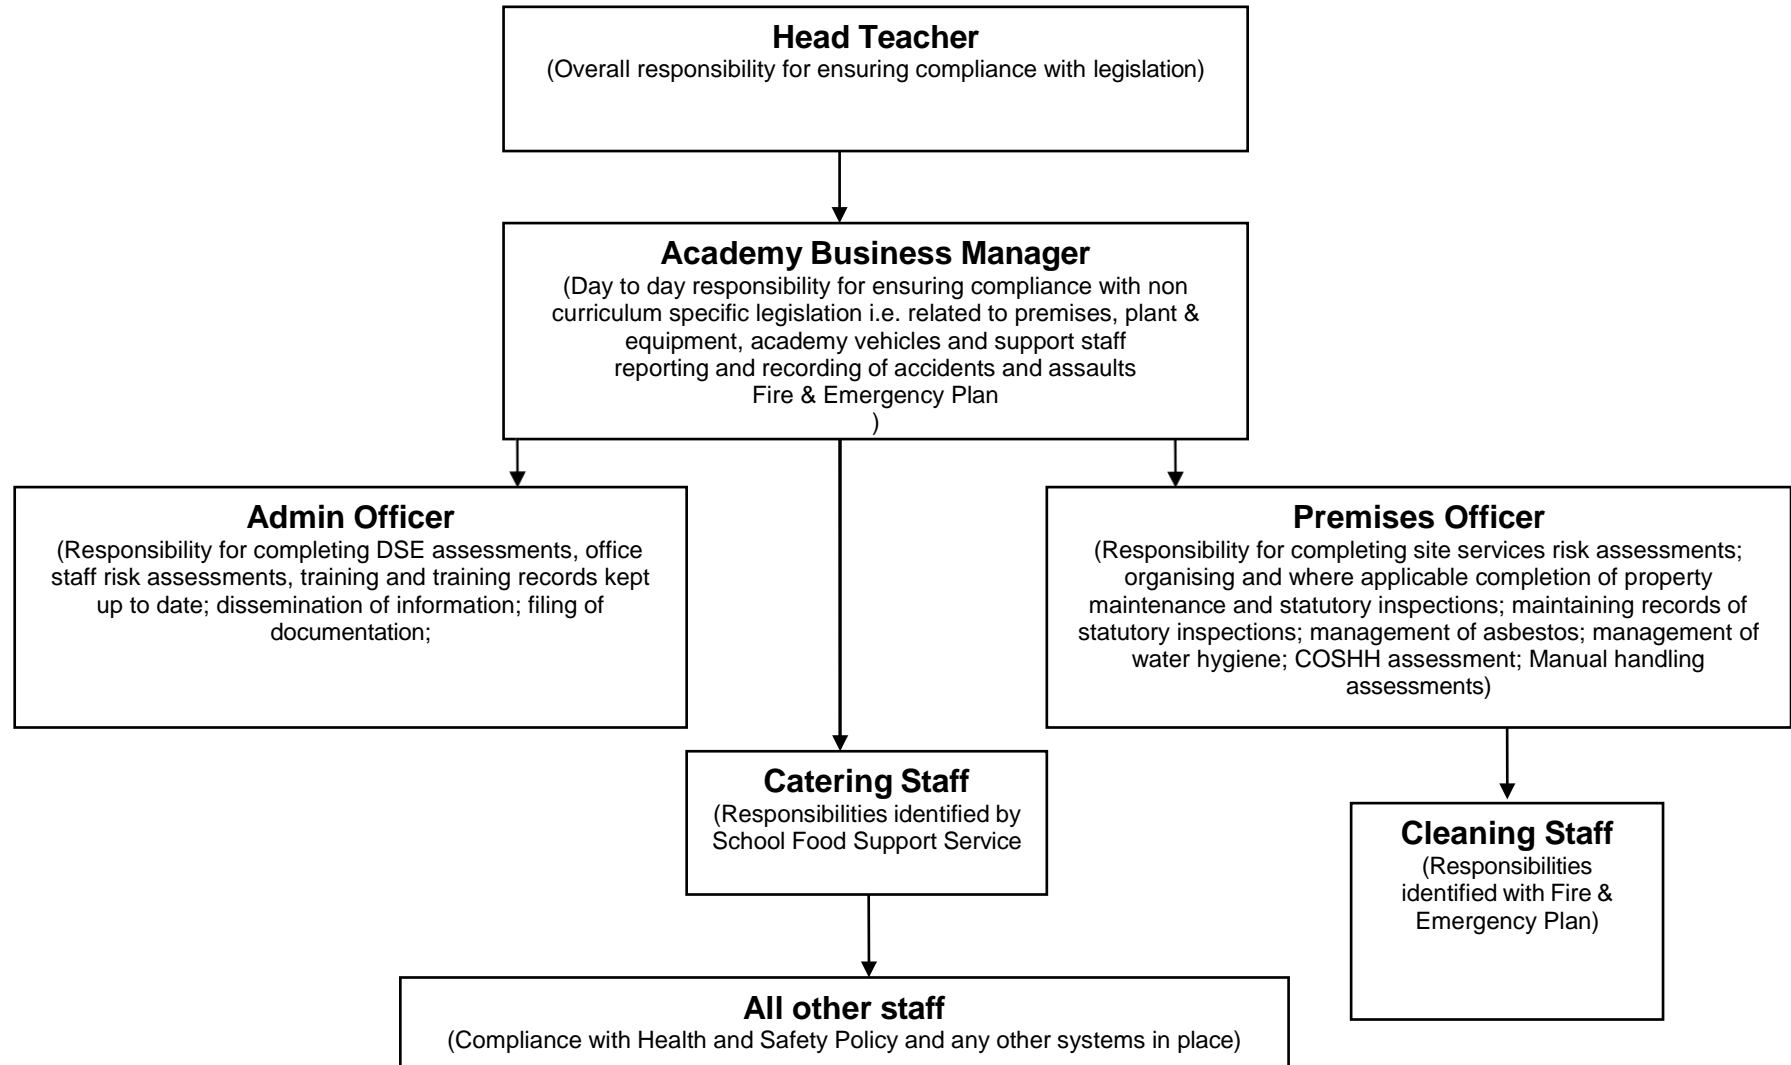 Head Teacher
(Overall responsibility for ensuring compliance with legislation)
Academy Business Manager
(Day to day responsibility for ensuring compliance with non
curriculum specific legislation i.e. related to premises, plant &
equipment, academy vehicles and support staff
reporting and recording of accidents and assaults
Fire & Emergency Plan
)
Admin Officer
(Responsibility for completing DSE assessments, office
staff risk assessments, training and training records kept
up to date; dissemination of information; filing of
documentation;
Premises Officer
(Responsibility for completing site services risk assessments;
organising and where applicable completion of property
maintenance and statutory inspections; maintaining records of
statutory inspections; management of asbestos; management of
water hygiene; COSHH assessment; Manual handling
assessments)
Catering Staff
(Responsibilities identified by
School Food Support Service
Cleaning Staff
(Responsibilities
identified with Fire &
Emergency Plan)
All other staff
(Compliance with Health and Safety Policy and any other systems in place)